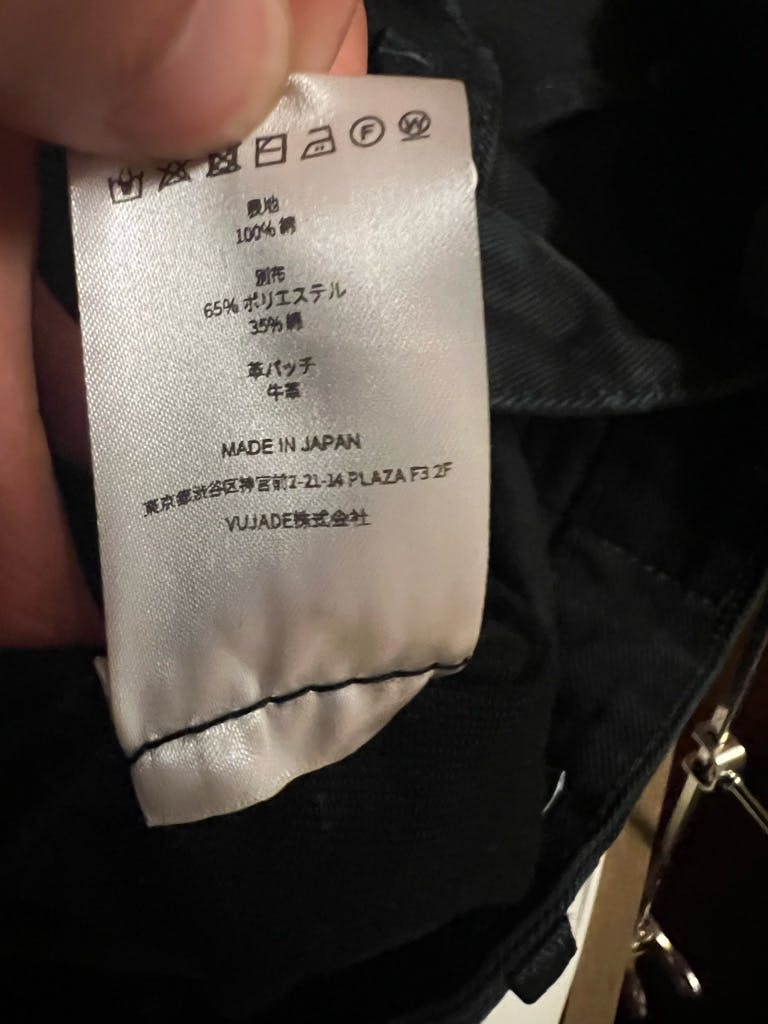 F W
表地
100% 綿
別布
65% ポリエステル
35% 綿
革パッチ
牛革
MADE IN JAPAN
東京都渋谷区神宮前2-21-14 PLAZA F3 2F
VUJADE株式会社